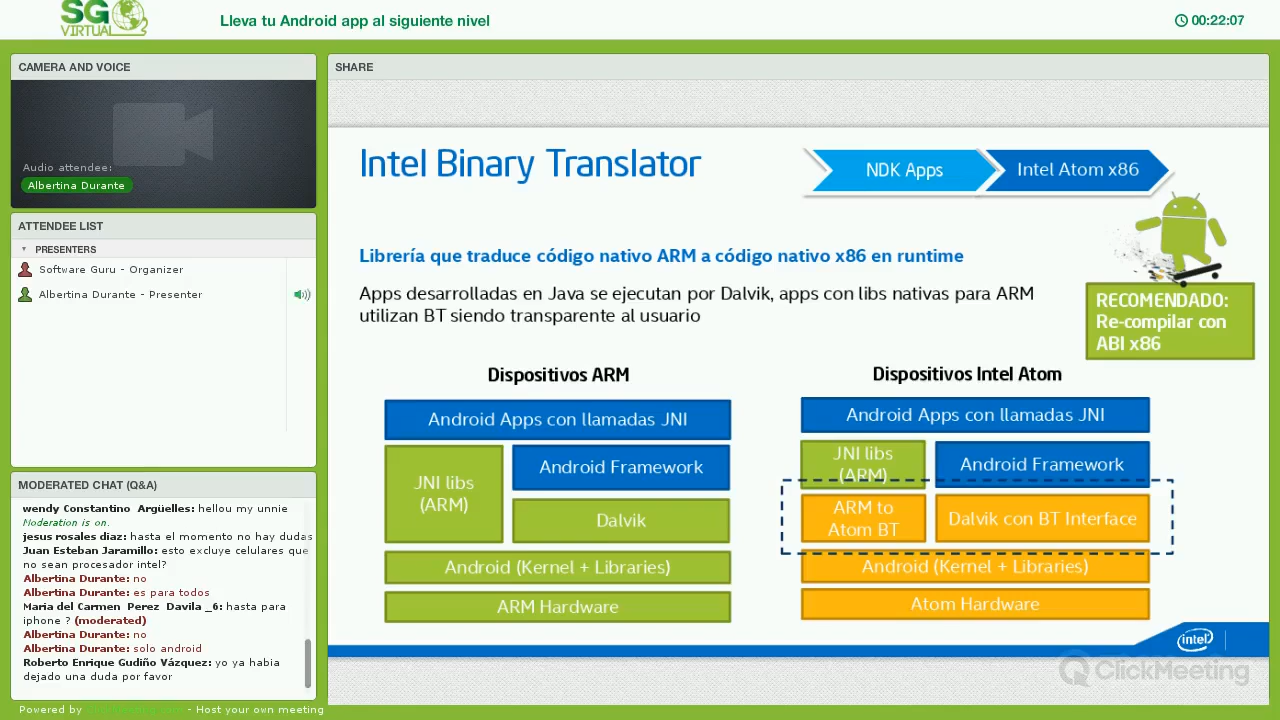 SG
VIRTUAL
Lleva tu Android app al siguiente nivel
00:22:07
CAMERA AND VOICE
Audio attendee:
Albertina Durante
ATTENDEE LIST
PRESENTERS
Software Guru - Organizer
Albertina Durante - Presenter
MODERATED CHAT (Q&A)
wendy Constantino Argüelles: hellou my unnie
Moderation is on.
jesus rosales diaz: hasta el momento no hay dudas
Juan Esteban Jaramillo: esto excluye celulares que
no sean procesador intel?
Albertina Durante: no
Albertina Durante: es para todos
Maria del Carmen Perez Davila _6: hasta para
iphone ? (moderated)
Albertina Durante: no
Albertina Durante: solo android
Roberto Enrique Gudiño Vázquez: yo ya habia
dejado una duda por favor
Powered by ClickMeeting.com - Host your own meeting
SHARE
Intel Binary Translator
NDK Apps
Intel Atom x86
Librería que traduce código nativo ARM a código nativo x86 en runtime
Apps desarrolladas en Java se ejecutan por Dalvik, apps con libs nativas para ARM
utilizan BT siendo transparente al usuario
RECOMENDADO:
Re-compilar con
ABI x86
Dispositivos ARM
Android Apps con llamadas JNI
JNI libs
(ARM)
Android Framework
Dalvik
Android (Kernel + Libraries)
ARM Hardware
Dispositivos Intel Atom
Android Apps con llamadas JNI
JNI libs
(ARM)
Android Framework
ARM to
Atom BT
Dalvik con BT Interface
Android (Kernel + Libraries)
Atom Hardware
intel
ClickMeeting